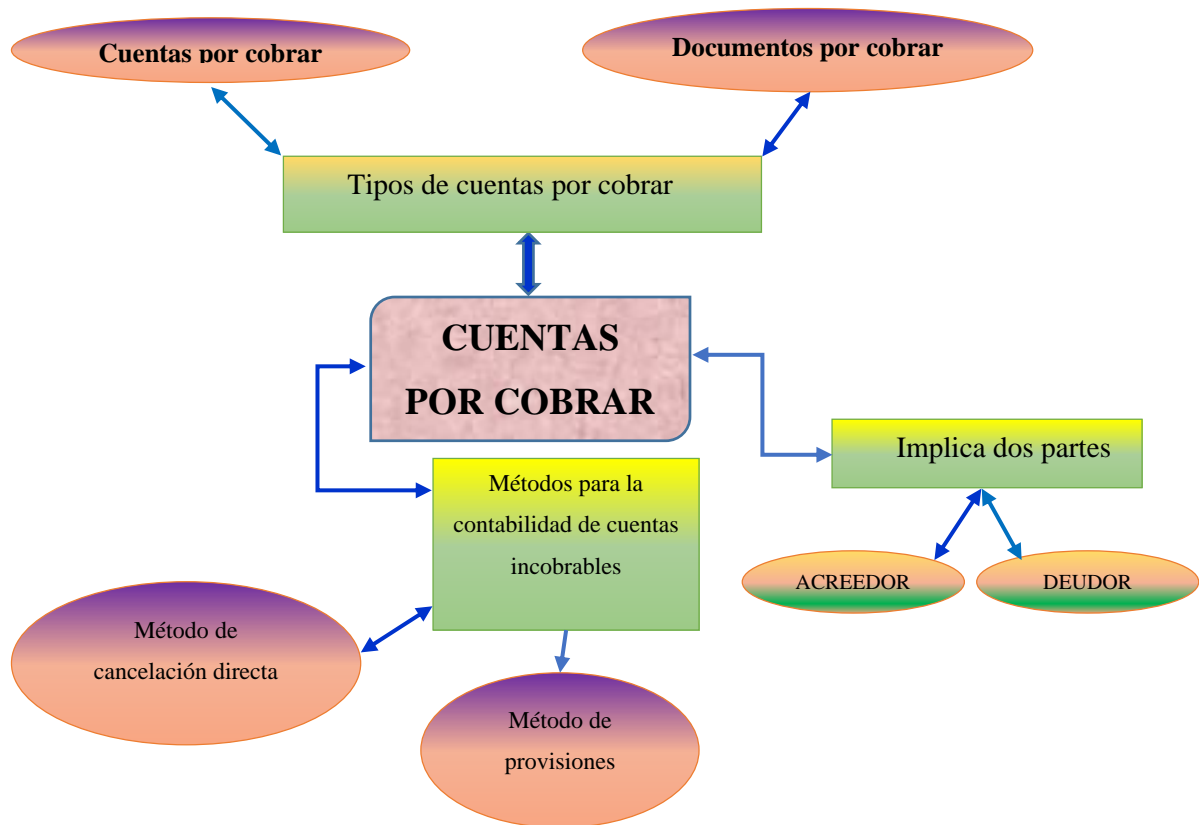 Cuentas por cobrar
Documentos por cobrar
Tipos de cuentas por cobrar
CUENTAS
POR COBRAR
Implica dos partes
Métodos para la
contabilidad de cuentas
incobrables
ACREEDOR
DEUDOR
Método de
cancelación directa
Método de
provisiones